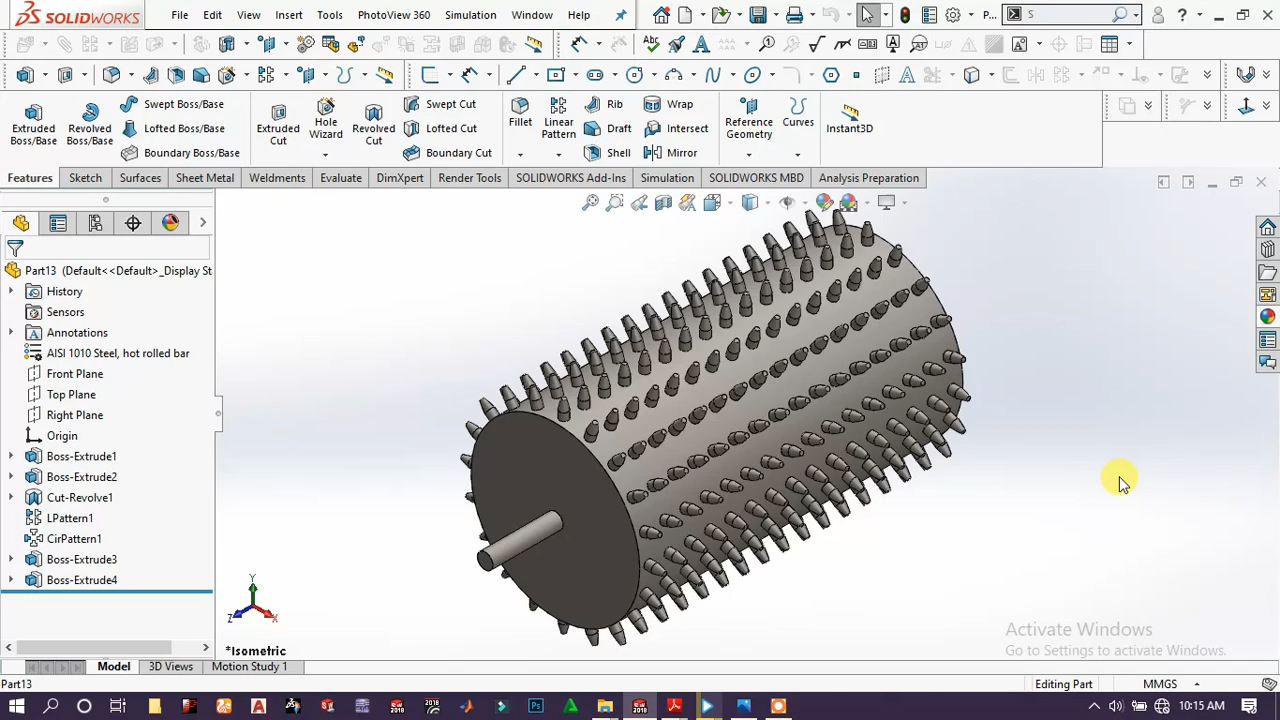 SOLIDWORKS
File Edit View Insert Tools PhotoView 360 Simulation Window Help
P...
S
?
Abc
Extruded Boss/Base
Revolved Boss/Base
Swept Boss/Base
Lofted Boss/Base
Boundary Boss/Base
Extruded Cut
Hole Wizard
Revolved Cut
Swept Cut
Lofted Cut
Boundary Cut
Fillet
Linear Pattern
Rib
Draft
Shell
Wrap
Intersect
Mirror
Reference Geometry
Curves
Instant3D
Features Sketch Surfaces Sheet Metal Weldments Evaluate DimXpert Render Tools SOLIDWORKS Add-Ins Simulation SOLIDWORKS MBD Analysis Preparation
Part13 (Default<<Default>_Display St
History
Sensors
Annotations
AISI 1010 Steel, hot rolled bar
Front Plane
Top Plane
Right Plane
Origin
Boss-Extrude1
Boss-Extrude2
Cut-Revolve1
LPattern1
CirPattern1
Boss-Extrude3
Boss-Extrude4
Y
Z
X
*Isometric
Activate Windows
Go to Settings to activate Windows.
Model 3D Views Motion Study 1
Part13
Editing Part
MMGS
10:15 AM